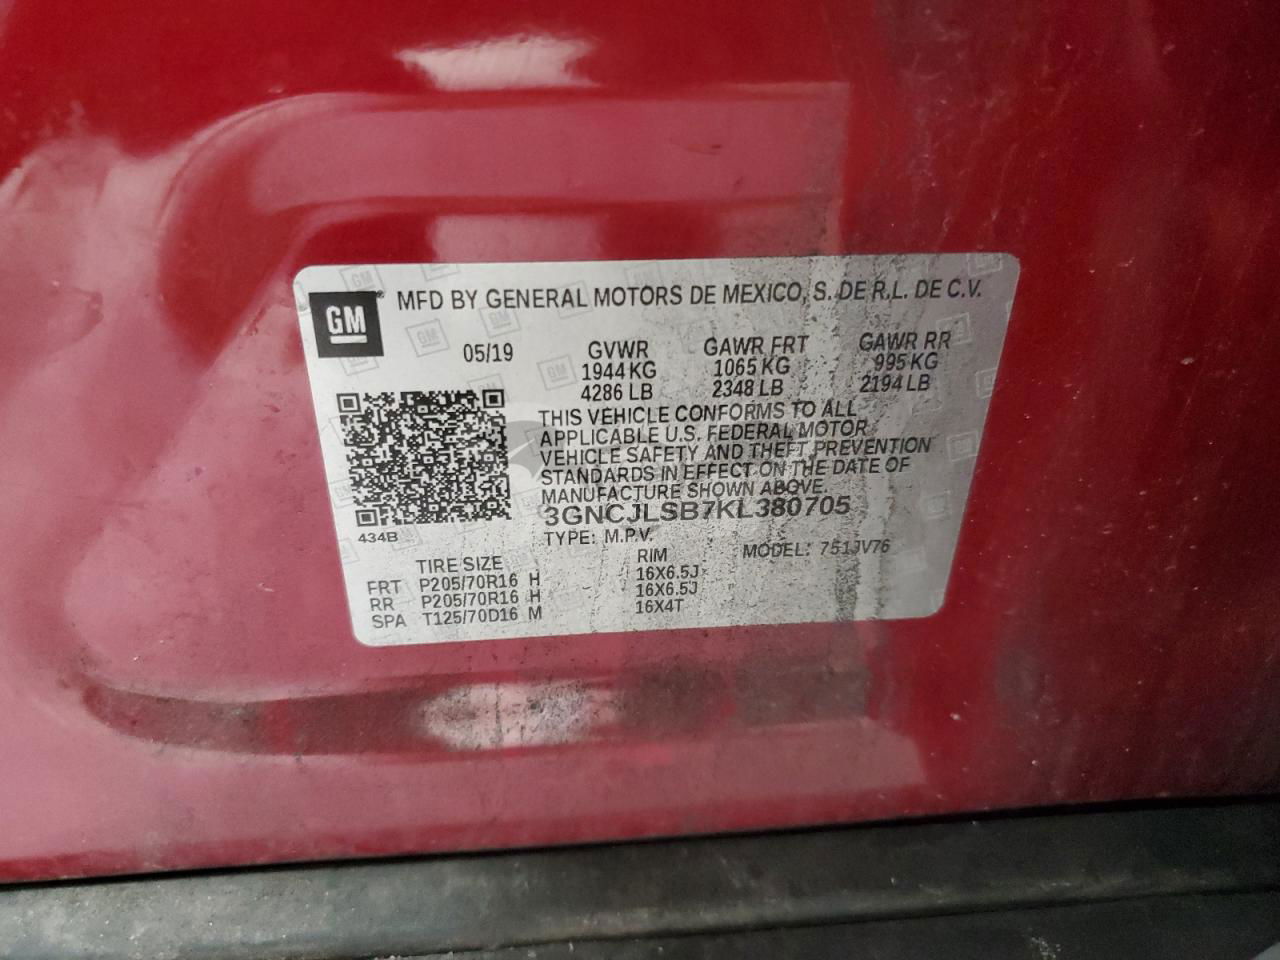 GM
MFD BY GENERAL MOTORS DE MEXICO, S. DE R.L. DE C.V.
05/19 GVWR GAWR FRT GAWR RR
1944 KG 1065 KG 995 KG
4286 LB 2348 LB 2194 LB
THIS VEHICLE CONFORMS TO ALL
APPLICABLE U.S. FEDERAL MOTOR
VEHICLE SAFETY AND THEFT PREVENTION
STANDARDS IN EFFECT ON THE DATE OF
MANUFACTURE SHOWN ABOVE.
3GNCJLSB7KL380705
434B
TYPE: M.P.V. MODEL: 751JV76
TIRE SIZE RIM
FRT P205/70R16 H 16X6.5J
RR P205/70R16 H 16X6.5J
SPA T125/70D16 M 16X4T